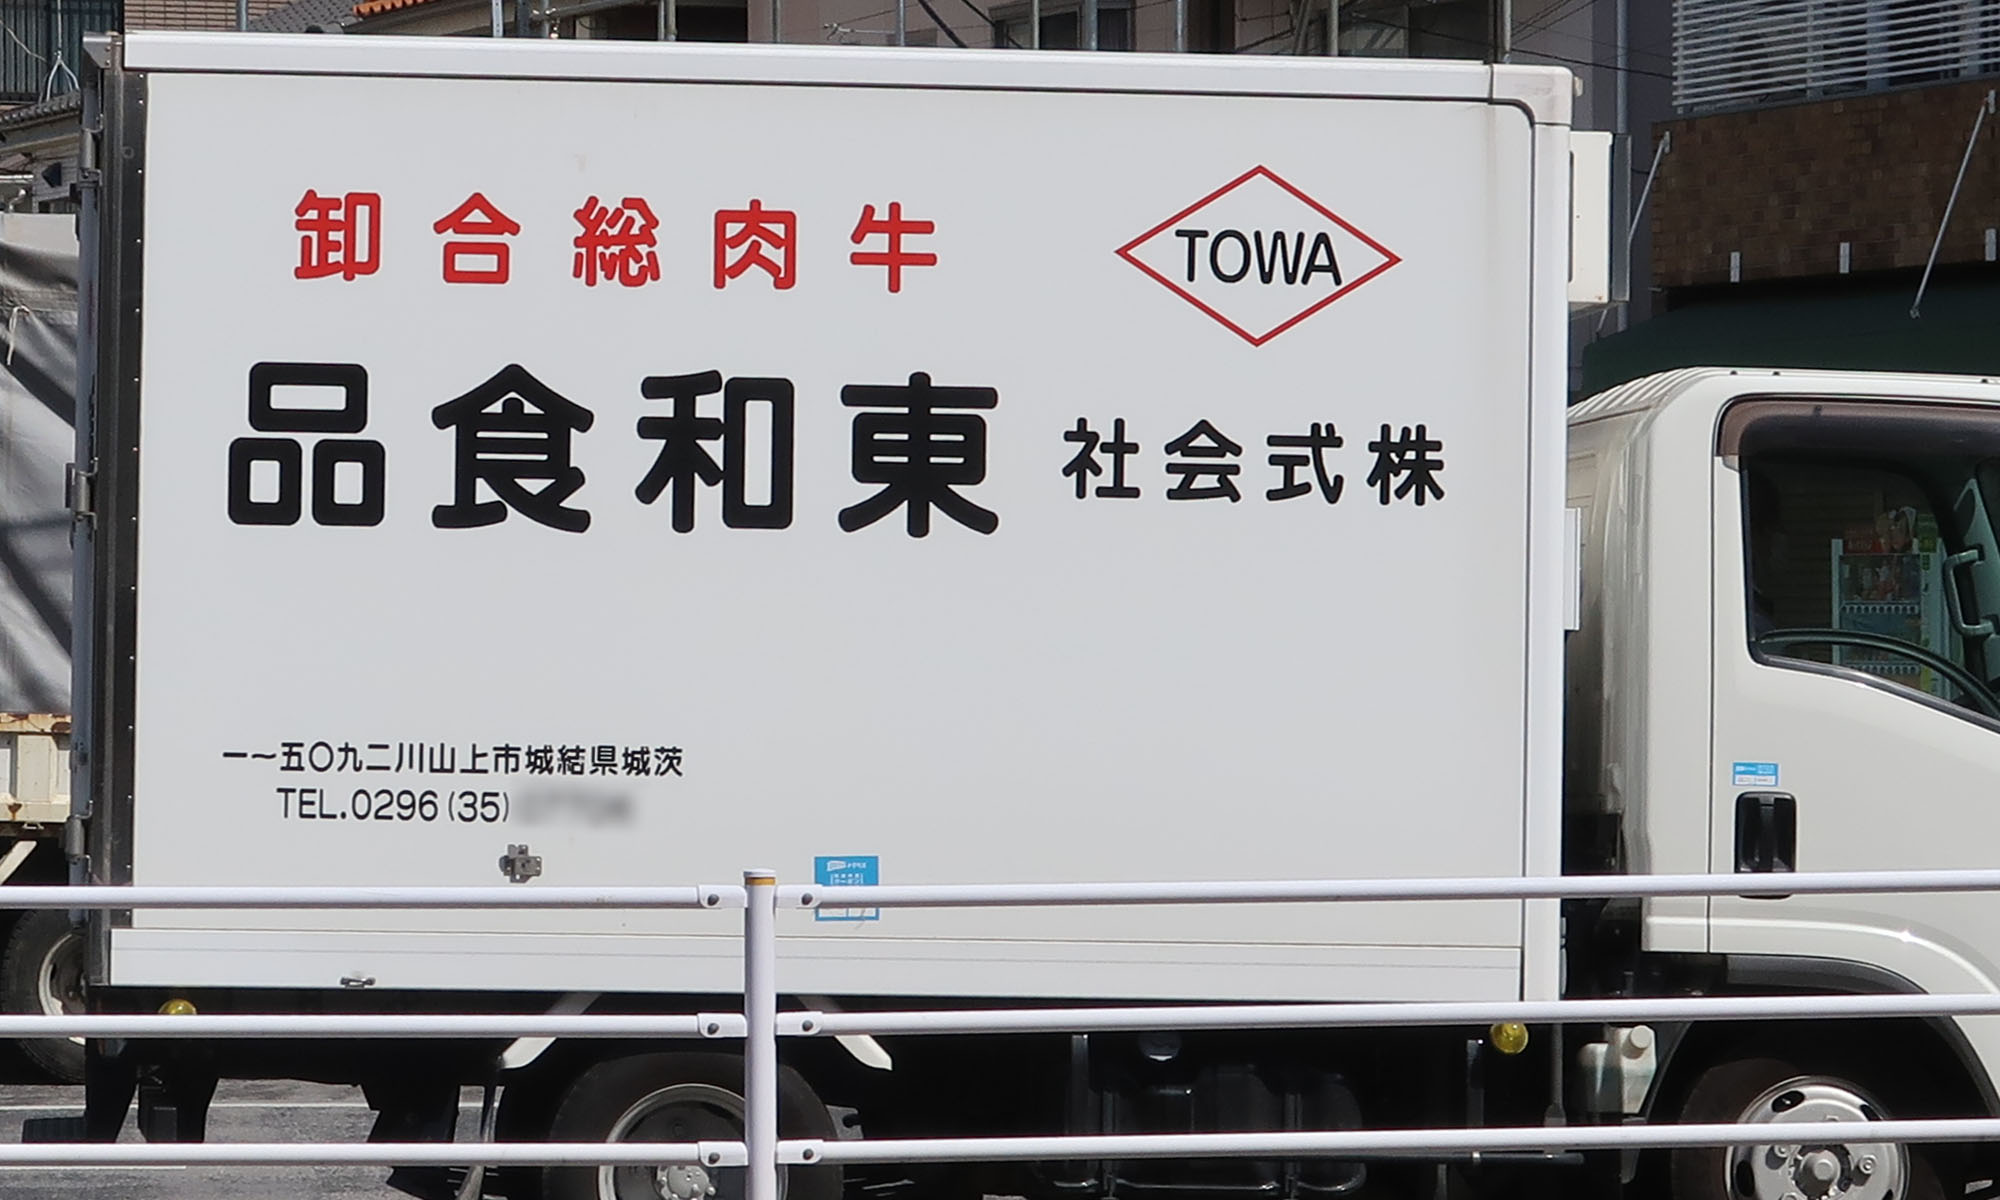 TOWA
牛肉総合卸
株式会社 東和食品
茨城県結城市上山川二九〇五〜一
TEL.0296(35)